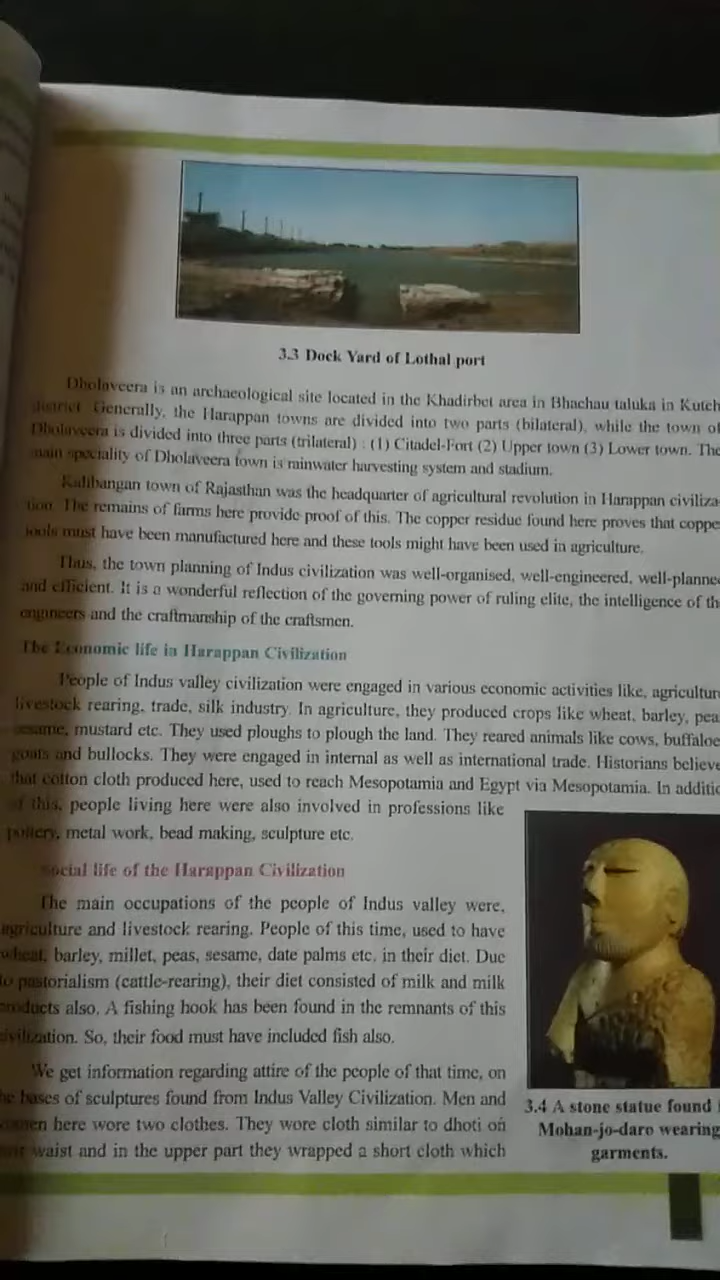 3.3 Dock Yard of Lothal port
Dholaveera is an archaeological site located in the Khadirbet area in Bhachau taluka in Kutch
district. Generally, the Harappan towns are divided into two parts (bilateral), while the town of
Dholaveera is divided into three parts (trilateral) : (1) Citadel-Fort (2) Upper town (3) Lower town. The
main speciality of Dholaveera town is rainwater harvesting system and stadium.
Kalibangan town of Rajasthan was the headquarter of agricultural revolution in Harappan civiliza-
tion. The remains of farms here provide proof of this. The copper residue found here proves that coppe
tools must have been manufactured here and these tools might have been used in agriculture.
Thus, the town planning of Indus civilization was well-organised, well-engineered, well-planned
and efficient. It is a wonderful reflection of the governing power of ruling elite, the intelligence of th
engineers and the craftmanship of the craftsmen.
The Economic life in Harappan Civilization
People of Indus valley civilization were engaged in various economic activities like, agriculture
livestock rearing, trade, silk industry. In agriculture, they produced crops like wheat, barley, pea
sesame, mustard etc. They used ploughs to plough the land. They reared animals like cows, buffaloe
goats and bullocks. They were engaged in internal as well as international trade. Historians believe
that cotton cloth produced here, used to reach Mesopotamia and Egypt via Mesopotamia. In additio
of this, people living here were also involved in professions like
pottery, metal work, bead making, sculpture etc.
Social life of the Harappan Civilization
The main occupations of the people of Indus valley were,
agriculture and livestock rearing. People of this time, used to have
wheat, barley, millet, peas, sesame, date palms etc. in their diet. Due
to pastorialism (cattle-rearing), their diet consisted of milk and milk
products also. A fishing hook has been found in the remnants of this
civilization. So, their food must have included fish also.
We get information regarding attire of the people of that time, on
he bases of sculptures found from Indus Valley Civilization. Men and
women here wore two clothes. They wore cloth similar to dhoti on
waist and in the upper part they wrapped a short cloth which
3.4 A stone statue found
Mohan-jo-daro wearing
garments.